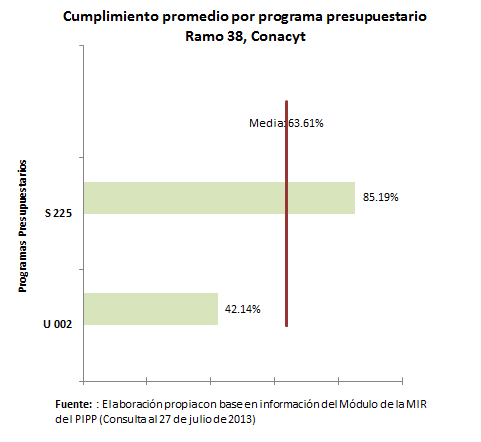 Cumplimiento promedio por programa presupuestario
Ramo 38, Conacyt
Media:63.61%
Programas Presupuestarios
S 225
85.19%
U 002
42.14%
Fuente: : Elaboración propia con base en información del Módulo de la MIR
del PIPP (Consulta al 27 de julio de 2013)